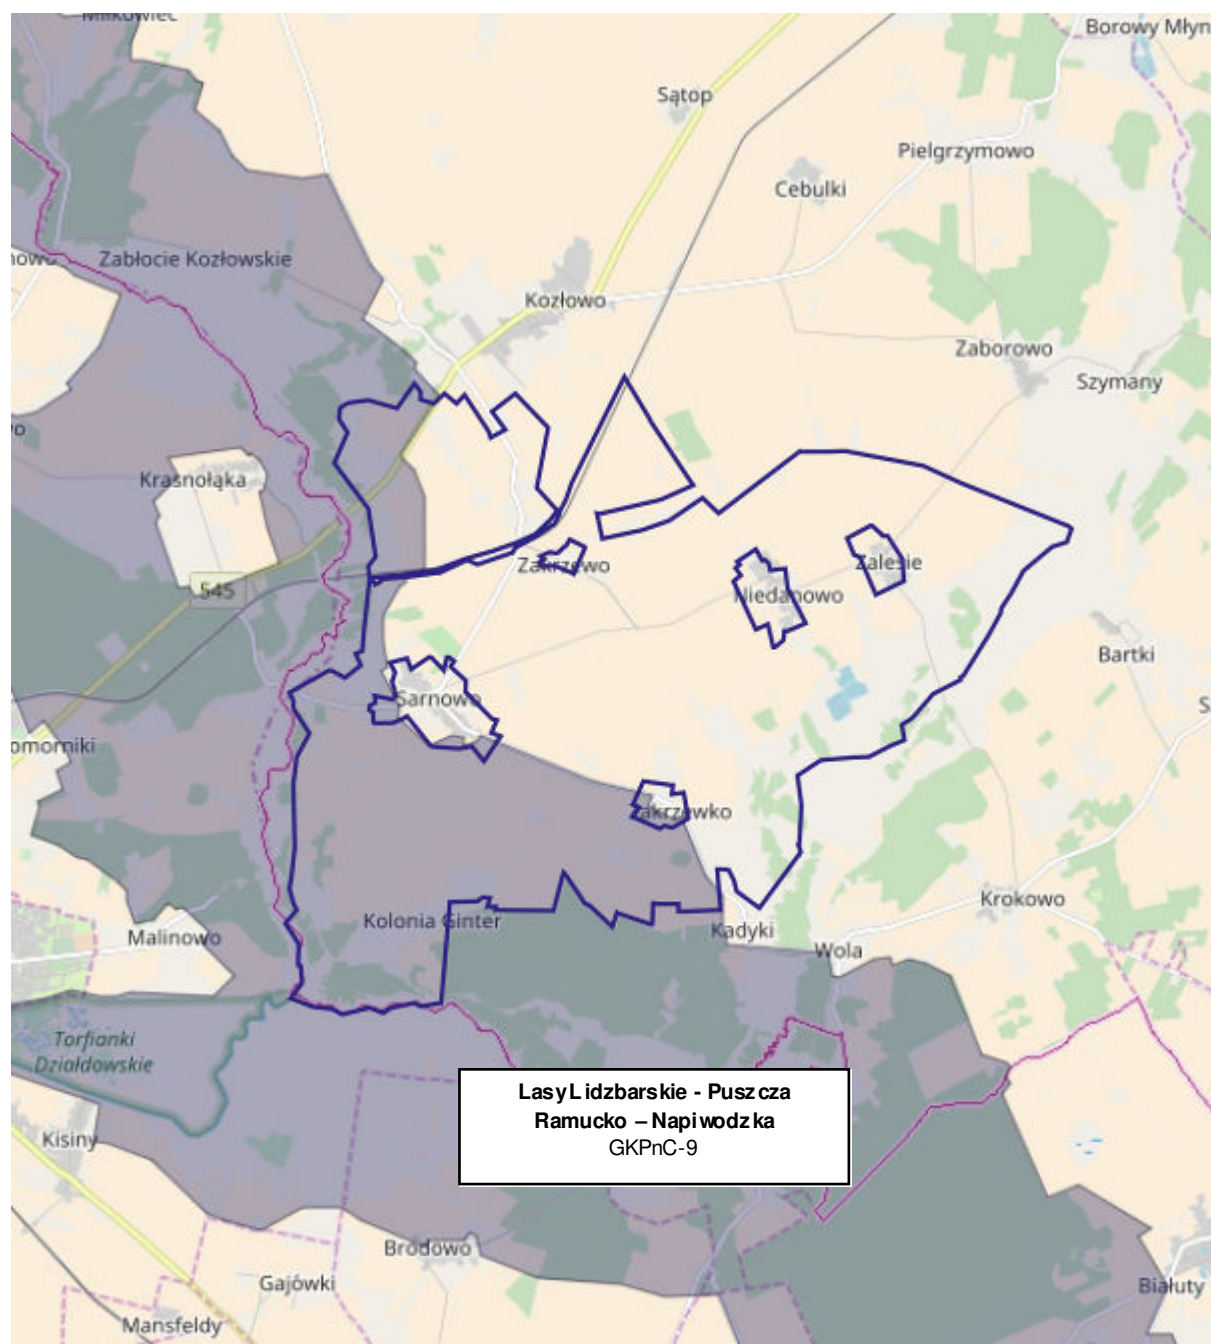 Miłkowiec
Borowy Młyn
Sątop
Pielgrzymowo
Cebulki
Zabłocie Kozłowskie
Kozłowo
Zaborowo
Szymany
Krasnołąka
545
Zakrzewo
Zalesie
Niedanowo
Bartki
Sarnowo
omorniki
Zakrzewko
Krokowo
Kolonia Ginter
Kadyki
Malinowo
Wola
Torfianki
Działdowskie
Lasy Lidzbarskie - Puszcza
Ramucko – Napiwodzka
GKPnC-9
Kisiny
Brodowo
Gajówki
Białuty
Mansfeldy